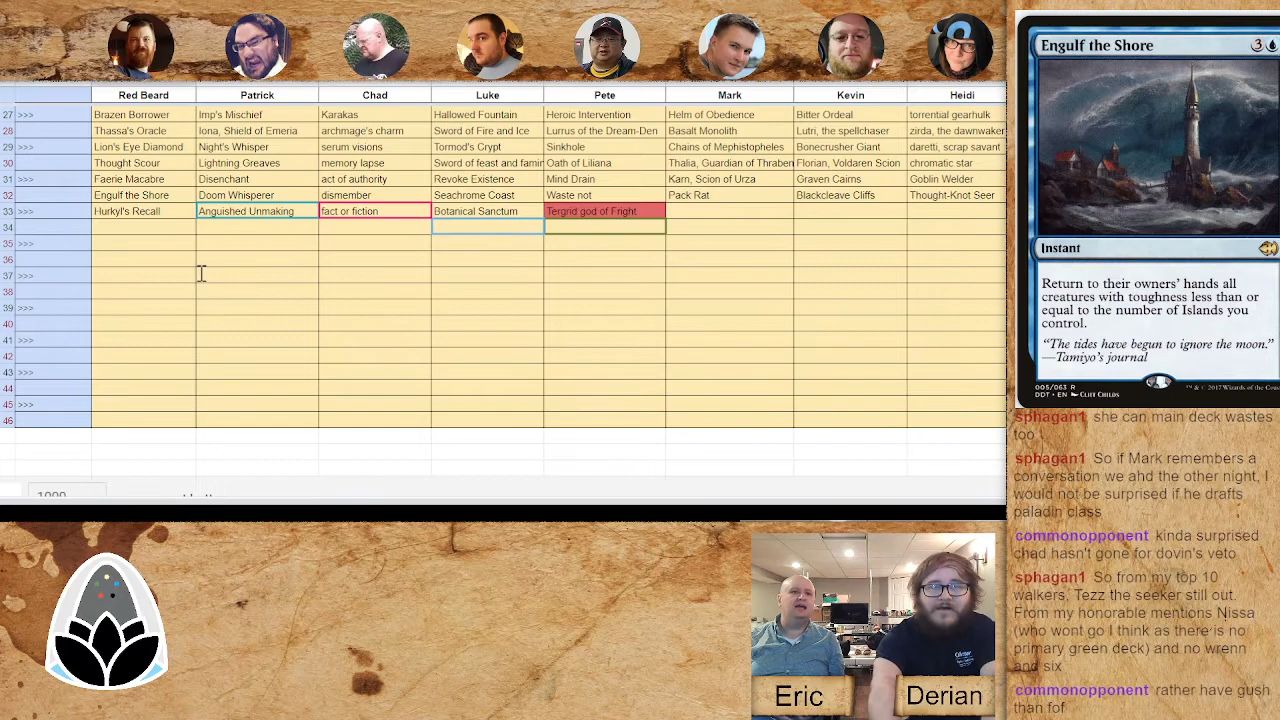 Red Beard Patrick Chad Luke Pete Mark Kevin Heidi
27 >>> Brazen Borrower Imp's Mischief Karakas Hallowed Fountain Heroic Intervention Helm of Obedience Bitter Ordeal torrential gearhulk
28 Thassa's Oracle Iona, Shield of Emeria archmage's charm Sword of Fire and Ice Lurrus of the Dream-Den Basalt Monolith Lutri, the spellchaser zirda, the dawnwaker
29 >>> Lion's Eye Diamond Night's Whisper serum visions Tormod's Crypt Sinkhole Chains of Mephistopheles Bonecrusher Giant daretti, scrap savant
30 Thought Scour Lightning Greaves memory lapse Sword of feast and famin Oath of Liliana Thalia, Guardian of Thraben Florian, Voldaren Scion chromatic star
31 >>> Faerie Macabre Disenchant act of authority Revoke Existence Mind Drain Karn, Scion of Urza Graven Cairns Goblin Welder
32 Engulf the Shore Doom Whisperer dismember Seachrome Coast Waste not Pack Rat Blackcleave Cliffs Thought-Knot Seer
33 >>> Hurkyl's Recall Anguished Unmaking fact or fiction Botanical Sanctum Tergrid god of Fright
34
35 >>>
36
37 >>>
38
39 >>>
40
41 >>>
42
43 >>>
44
45 >>>
46
Engulf the Shore 3
Instant
Return to their owners' hands all
creatures with toughness less than or
equal to the number of Islands you
control.
"The tides have begun to ignore the moon."
—Tamiyo's journal
005/063 R
DDT • EN Cliff Childs
™ & © 2017 Wizards of the
sphagan1 she can main deck wastes
too
sphagan1 So if Mark remembers a
conversation we ahd the other night, I
would not be surprised if he drafts
paladin class
commonopponent kinda surprised
chad hasn't gone for dovin's veto
sphagan1 So from my top 10
walkers, Tezz the seeker still out.
From my honorable mentions Nissa
(who wont go I think as there is no
primary green deck) and no wrenn
and six
commonopponent rather have gush
than fof
Eric
Derian